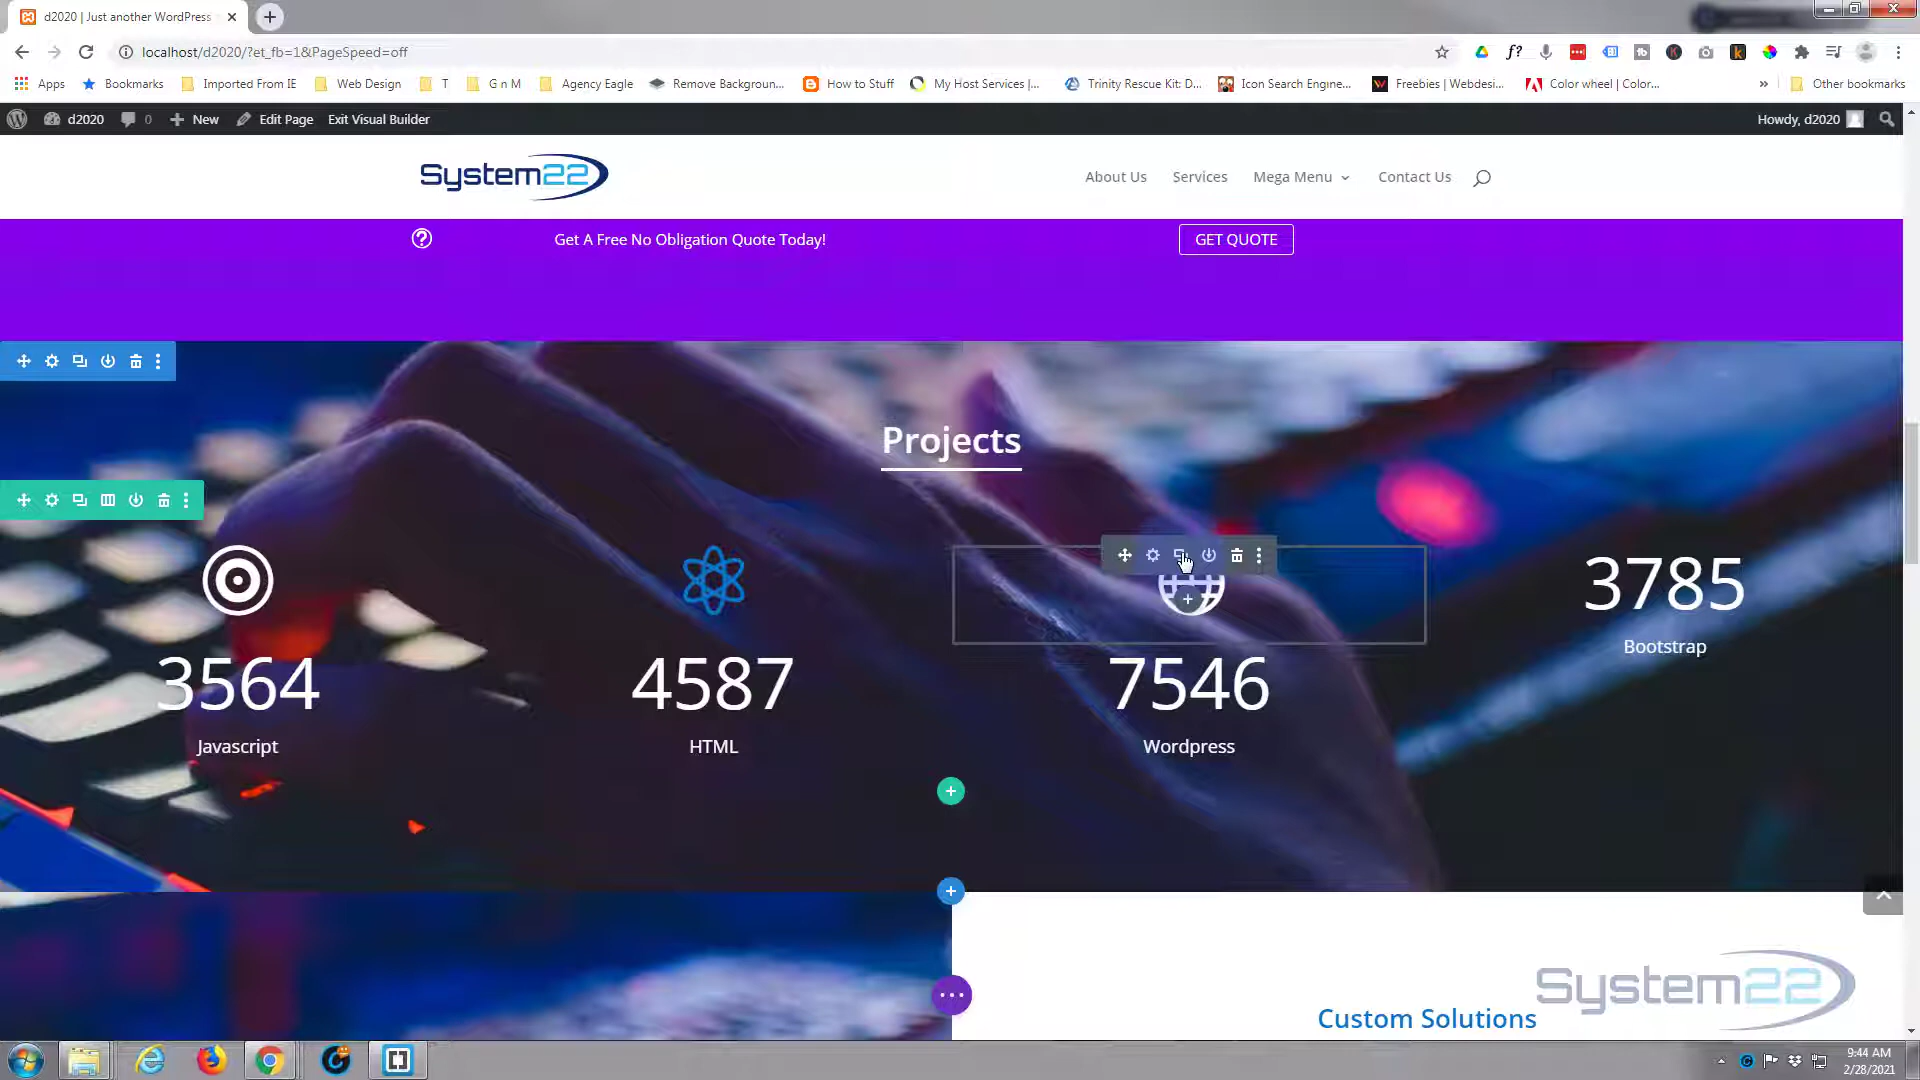 d2020 | Just another WordPress
localhost/d2020/?et_fb=1&PageSpeed=off
Apps
Bookmarks
Imported From IE
Web Design
T
G n M
Agency Eagle
Remove Backgroun...
How to Stuff
My Host Services |...
Trinity Rescue Kit: D...
Icon Search Engine...
Freebies | Webdesi...
Color wheel | Color...
»
Other bookmarks
d2020
0
New
Edit Page
Exit Visual Builder
Howdy, d2020
System22
About Us
Services
Mega Menu
Contact Us
Get A Free No Obligation Quote Today!
GET QUOTE
Projects
3564
Javascript
4587
HTML
7546
Wordpress
3785
Bootstrap
System22
Custom Solutions
9:44 AM
2/28/2021